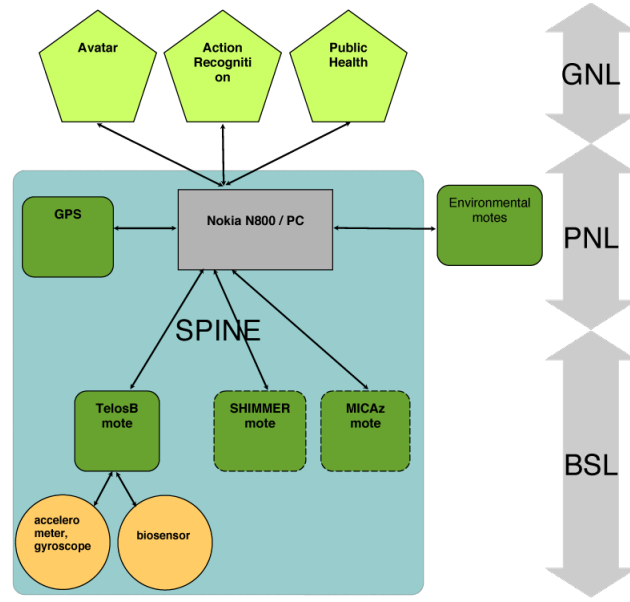 Avatar
Action
Recogniti
on
Public
Health
GNL
GPS
Nokia N800 / PC
Environmental
motes
PNL
SPINE
TelosB
mote
SHIMMER
mote
MICAz
mote
BSL
accelero
meter,
gyroscope
biosensor